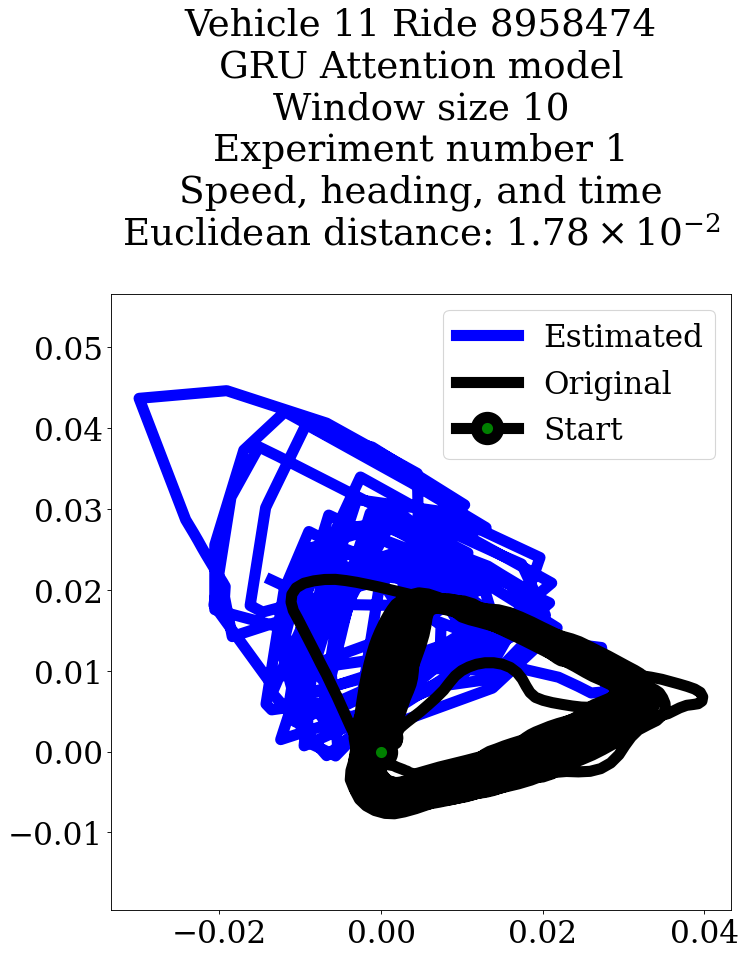 Vehicle 11 Ride 8958474
GRU Attention model
Window size 10
Experiment number 1
Speed, heading, and time
Euclidean distance: 1.78 × 10⁻²
Estimated
Original
Start
0.05
0.04
0.03
0.02
0.01
0.00
−0.01
−0.02
0.00
0.02
0.04